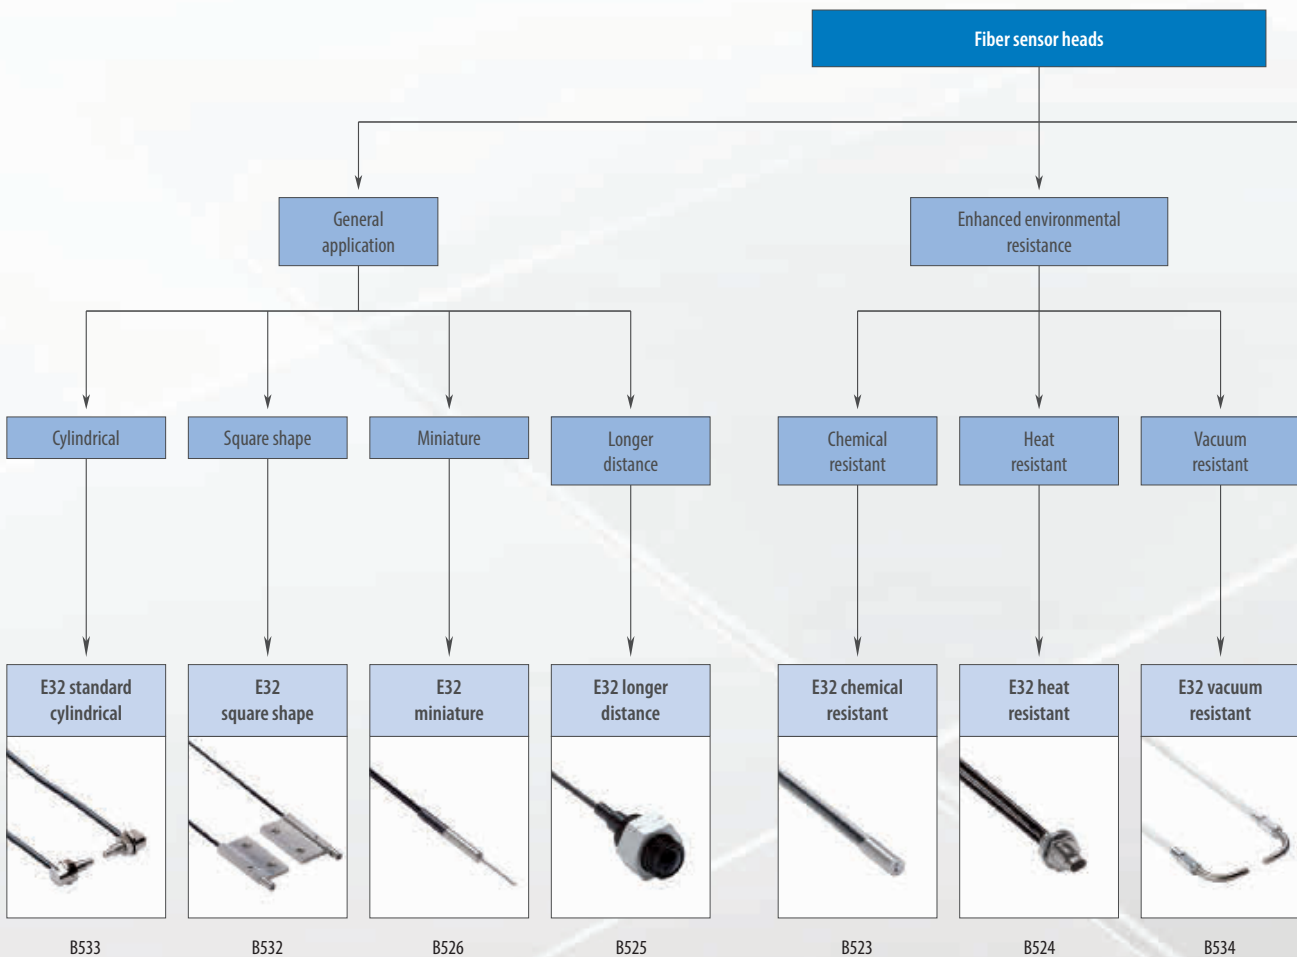 Fiber sensor heads
General
application
Enhanced environmental
resistance
Cylindrical
Square shape
Miniature
Longer
distance
Chemical
resistant
Heat
resistant
Vacuum
resistant
E32 standard
cylindrical
E32
square shape
E32
miniature
E32 longer
distance
E32 chemical
resistant
E32 heat
resistant
E32 vacuum
resistant
B533
B532
B526
B525
B523
B524
B534